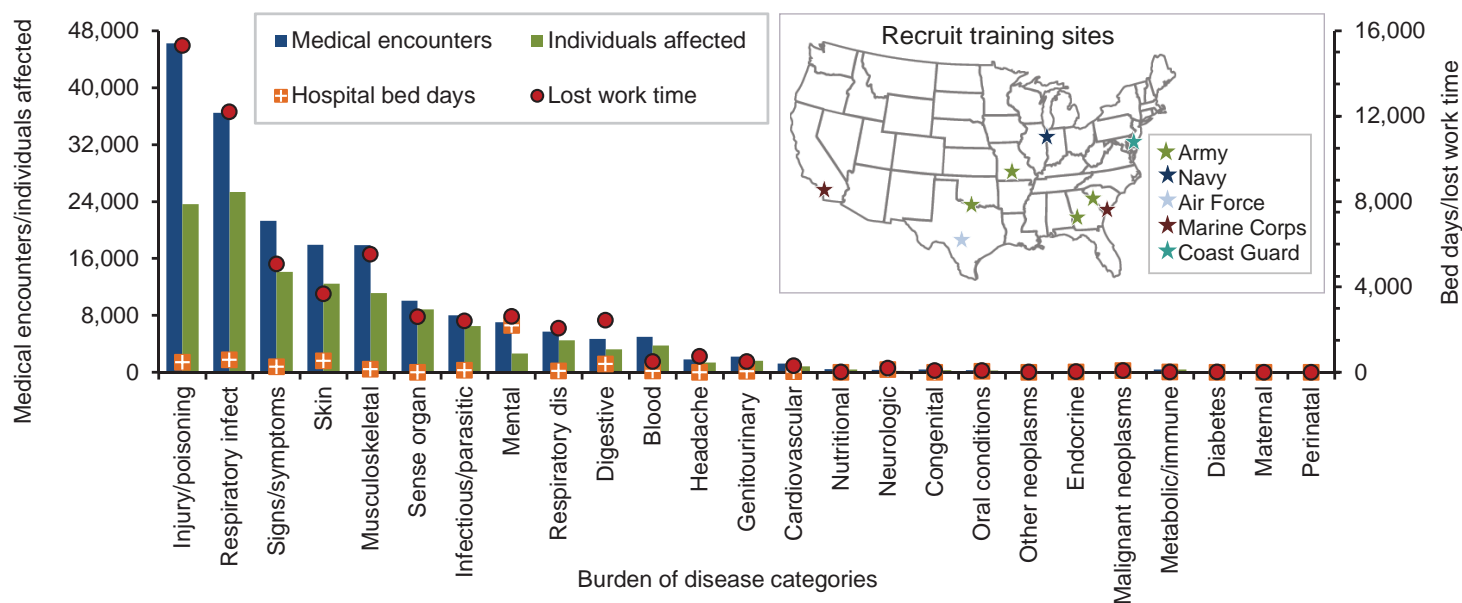 Medical encounters/individuals affected
48,000
40,000
32,000
24,000
16,000
8,000
0
Medical encounters
Individuals affected
Hospital bed days
Lost work time
Recruit training sites
Army
Navy
Air Force
Marine Corps
Coast Guard
16,000
12,000
8,000
4,000
0
Bed days/lost work time
Injury/poisoning
Respiratory infect
Signs/symptoms
Skin
Musculoskeletal
Sense organ
Infectious/parasitic
Mental
Respiratory dis
Digestive
Blood
Headache
Genitourinary
Cardiovascular
Nutritional
Neurologic
Congenital
Oral conditions
Other neoplasms
Endocrine
Malignant neoplasms
Metabolic/immune
Diabetes
Maternal
Perinatal
Burden of disease categories